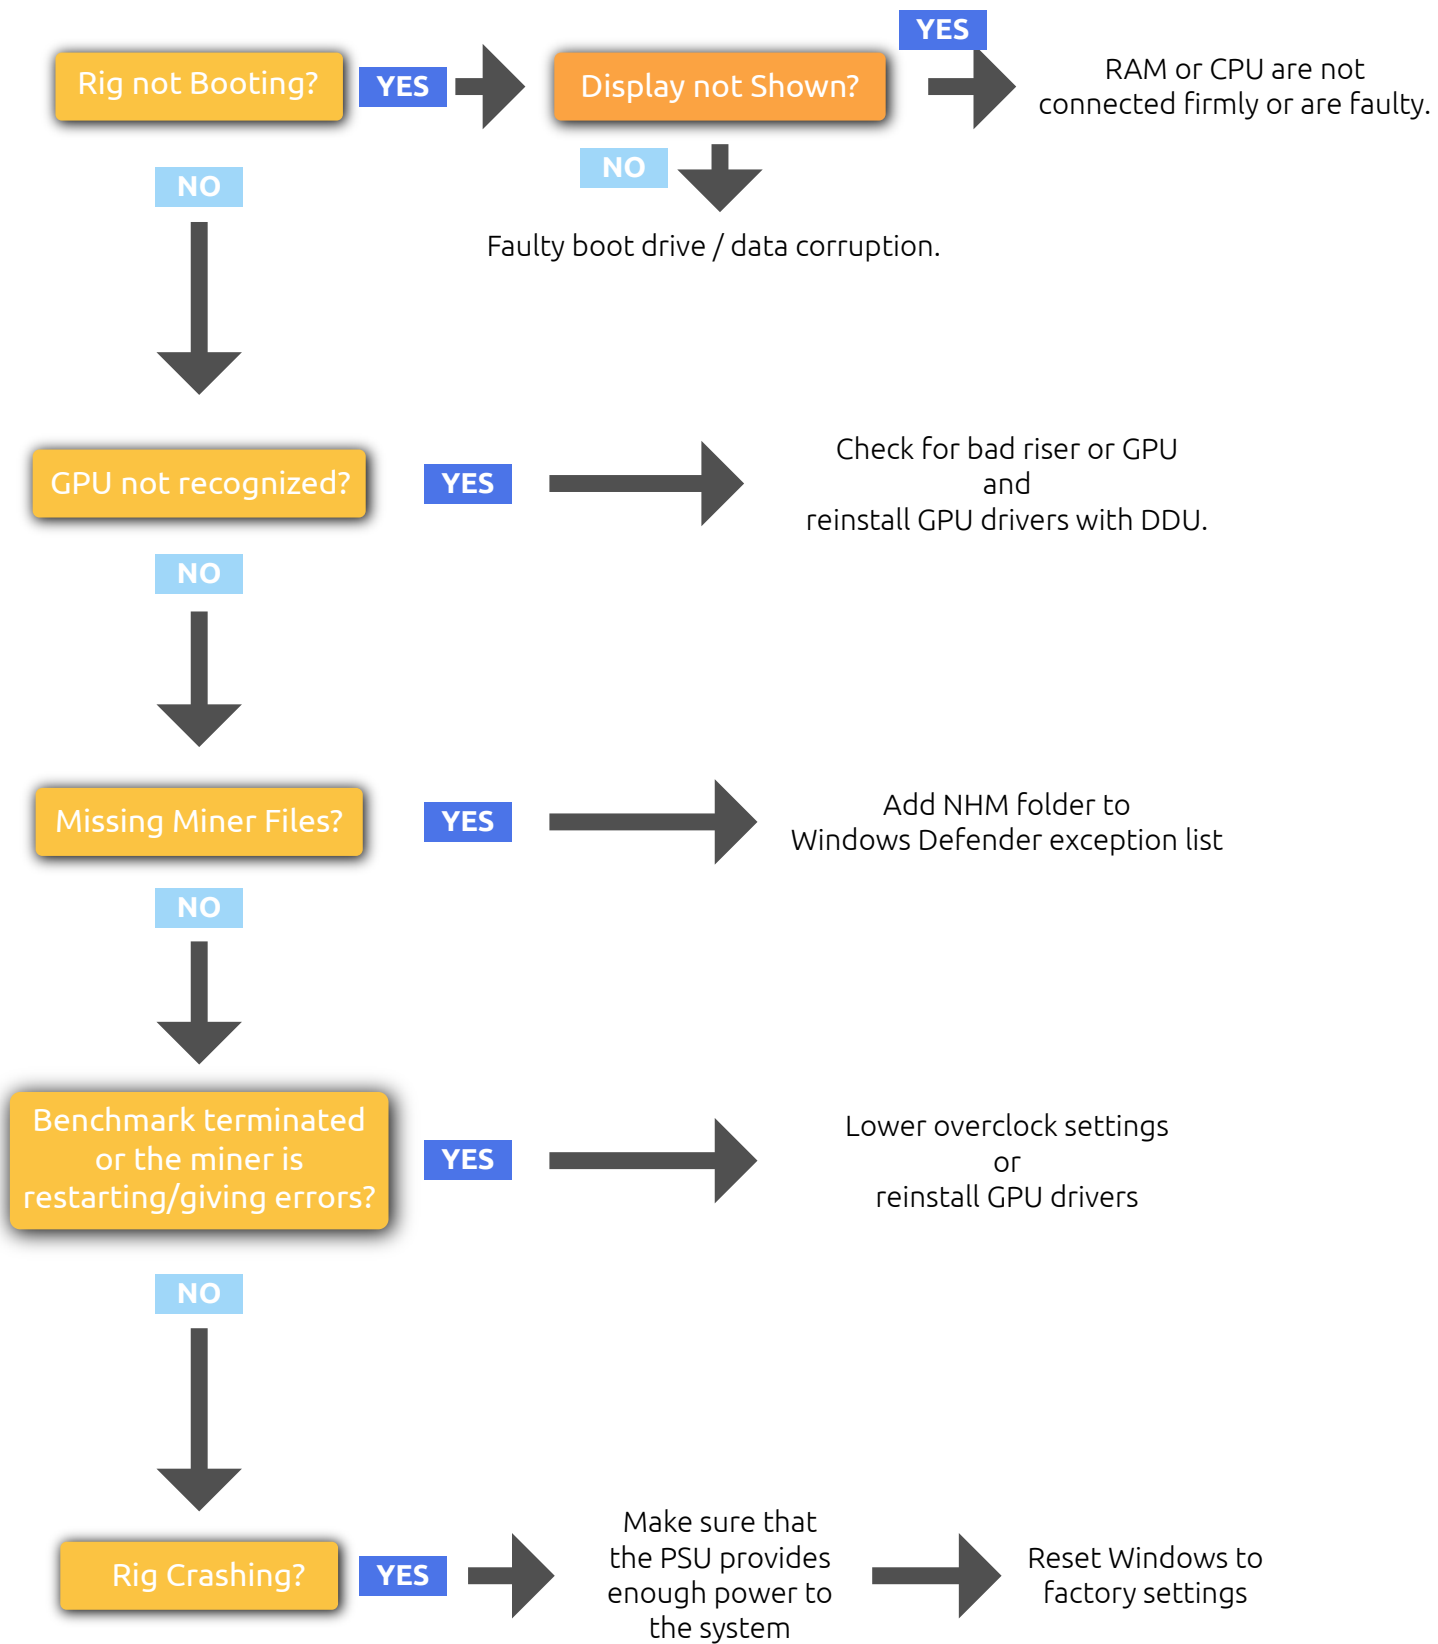 Rig not Booting?
YES
Display not Shown?
YES
RAM or CPU are not
connected firmly or are faulty.
NO
NO
Faulty boot drive / data corruption.
GPU not recognized?
YES
Check for bad riser or GPU
and
reinstall GPU drivers with DDU.
NO
Missing Miner Files?
YES
Add NHM folder to
Windows Defender exception list
NO
Benchmark terminated
or the miner is
restarting/giving errors?
YES
Lower overclock settings
or
reinstall GPU drivers
NO
Rig Crashing?
YES
Make sure that
the PSU provides
enough power to
the system
Reset Windows to
factory settings